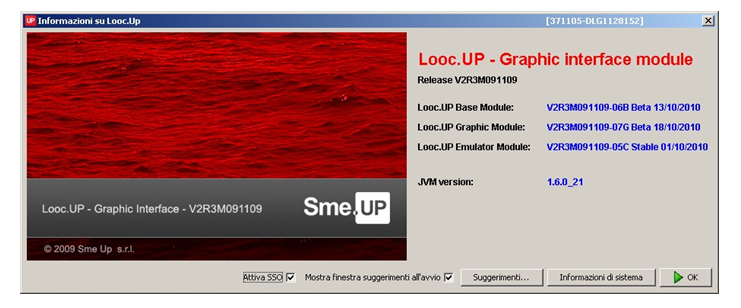 UP Informazioni su Looc.Up [371105-DLG1128152]
Looc.UP - Graphic interface module
Release V2R3M091109
Looc.UP Base Module: V2R3M091109-06B Beta 13/10/2010
Looc.UP Graphic Module: V2R3M091109-07G Beta 18/10/2010
Looc.UP Emulator Module: V2R3M091109-05C Stable 01/10/2010
JVM version: 1.6.0_21
Looc.UP - Graphic Interface - V2R3M091109 Sme.UP
© 2009 Sme Up s.r.l.
Attiva SSO Mostra finestra suggerimenti all'avvio Suggerimenti... Informazioni di sistema OK